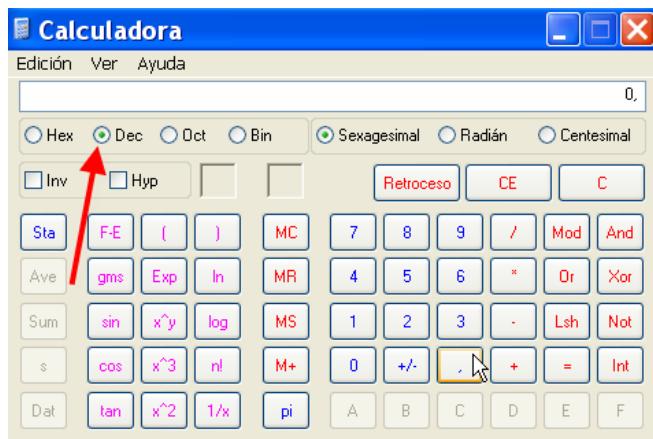 Calculadora
Edición Ver Ayuda
0,
Hex Dec Oct Bin Sexagesimal Radián Centesimal
Inv Hyp Retroceso CE C
Sta F-E ( ) MC 7 8 9 / Mod And
Ave gms Exp ln MR 4 5 6 * Or Xor
Sum sin x^y log MS 1 2 3 - Lsh Not
s cos x^3 n! M+ 0 +/- , + = Int
Dat tan x^2 1/x pi A B C D E F